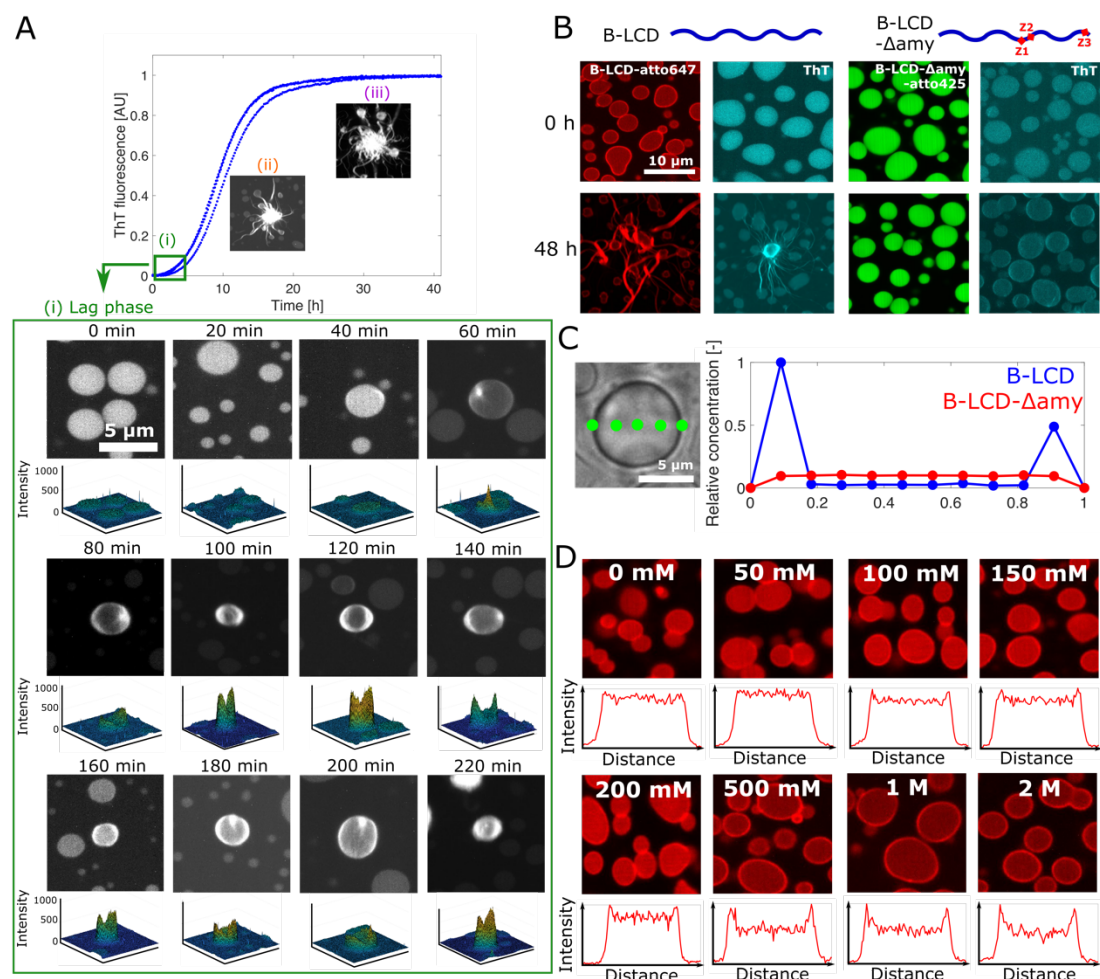 A
ThT fluorescence [AU]
1
0.8
0.6
0.4
0.2
0
(i)
(ii)
(iii)
0 10 20 30 40
Time [h]
(i) Lag phase
0 min 20 min 40 min 60 min
5 µm
Intensity
1000
500
0
80 min 100 min 120 min 140 min
Intensity
1000
500
0
160 min 180 min 200 min 220 min
Intensity
1000
500
0
B
B-LCD
B-LCD
-Δamy
Z1
Z2
Z3
B-LCD-atto647
ThT
B-LCD-Δamy
-atto425
ThT
0 h
10 µm
48 h
C
5 µm
Relative concentration [-]
1
0.5
0
B-LCD
B-LCD-Δamy
0 0.2 0.4 0.6 0.8 1
D
0 mM 50 mM 100 mM 150 mM
Intensity
Distance Distance Distance Distance
200 mM 500 mM 1 M 2 M
Intensity
Distance Distance Distance Distance